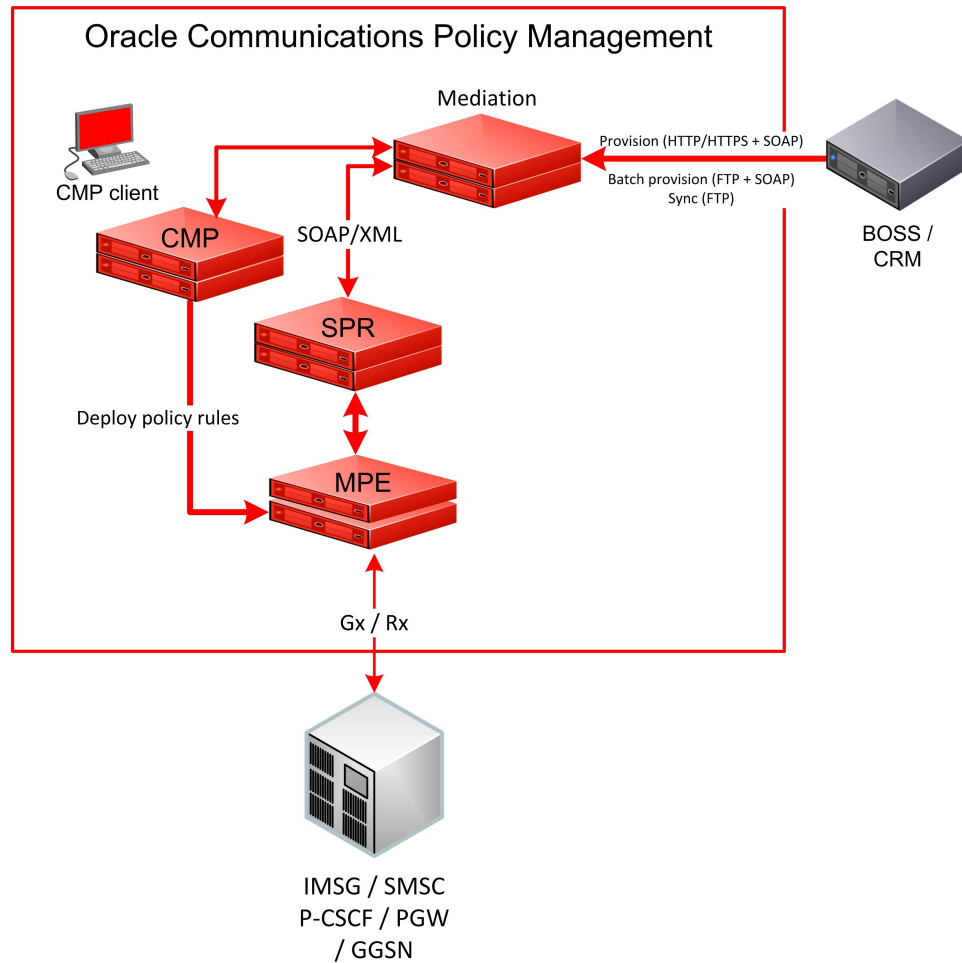 Oracle Communications Policy Management
Mediation
Provision (HTTP/HTTPS + SOAP)
Batch provision (FTP + SOAP)
Sync (FTP)
CMP client
BOSS /
CRM
CMP
SOAP/XML
SPR
Deploy policy rules
MPE
Gx / Rx
IMSG / SMSC
P-CSCF / PGW
/ GGSN